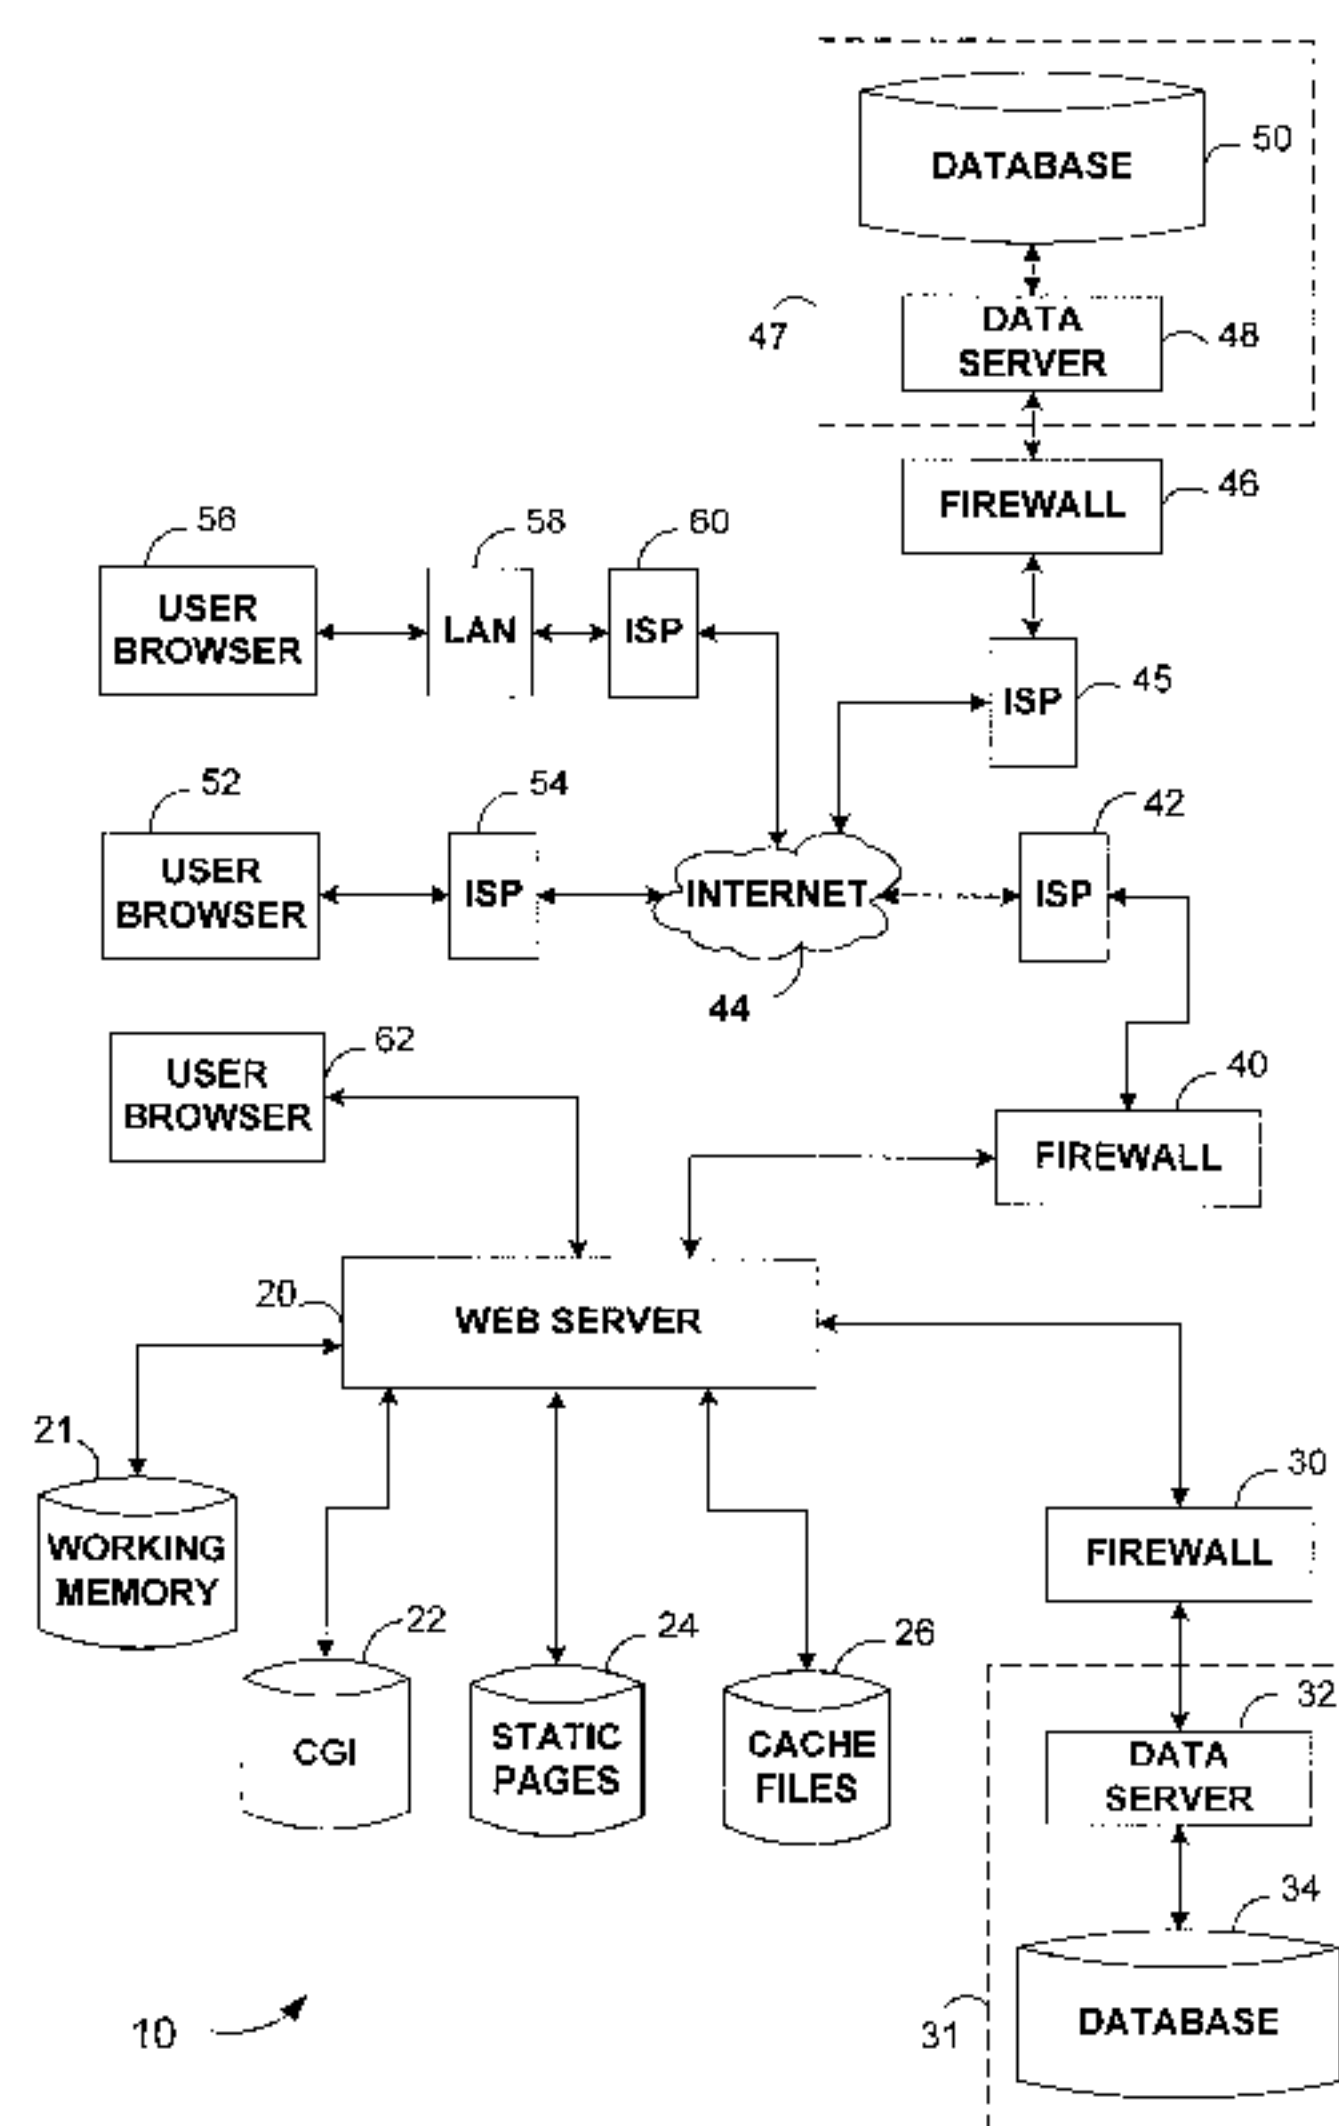 DATABASE
50
47
DATA
SERVER
48
FIREWALL
46
56
58
60
USER
BROWSER
LAN
ISP
ISP
45
52
54
42
USER
BROWSER
ISP
INTERNET
ISP
44
62
USER
BROWSER
40
FIREWALL
20
WEB SERVER
21
WORKING
MEMORY
30
FIREWALL
22
24
26
CGI
STATIC
PAGES
CACHE
FILES
32
DATA
SERVER
34
10
31
DATABASE